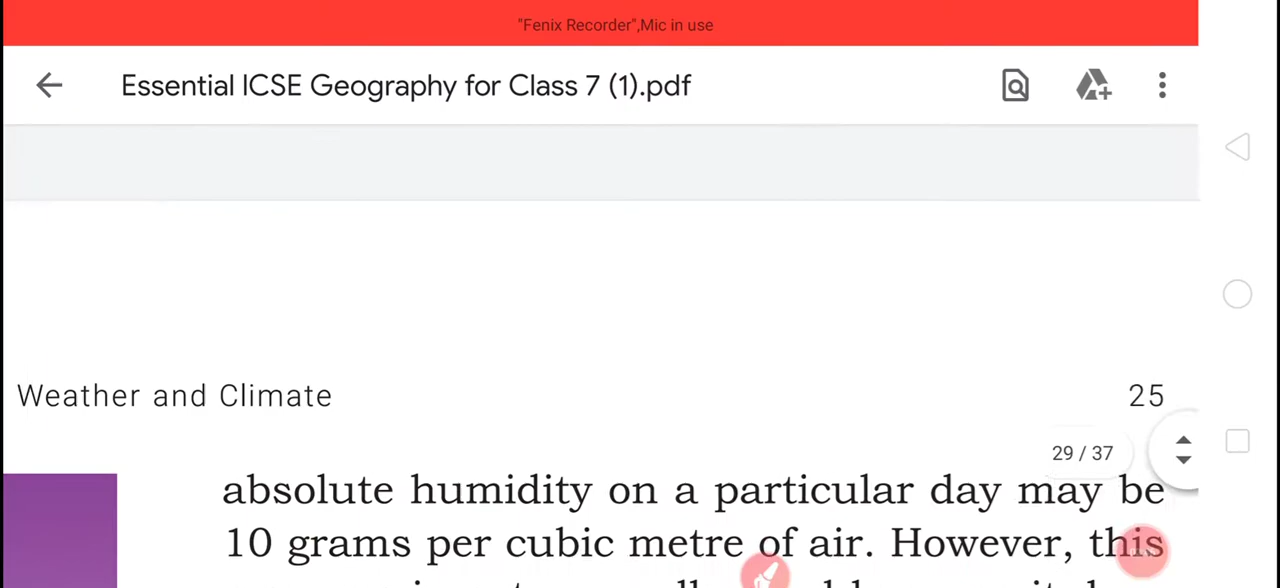 "Fenix Recorder",Mic in use
Essential ICSE Geography for Class 7 (1).pdf
Weather and Climate 25
29 / 37
absolute humidity on a particular day may be
10 grams per cubic metre of air. However, this